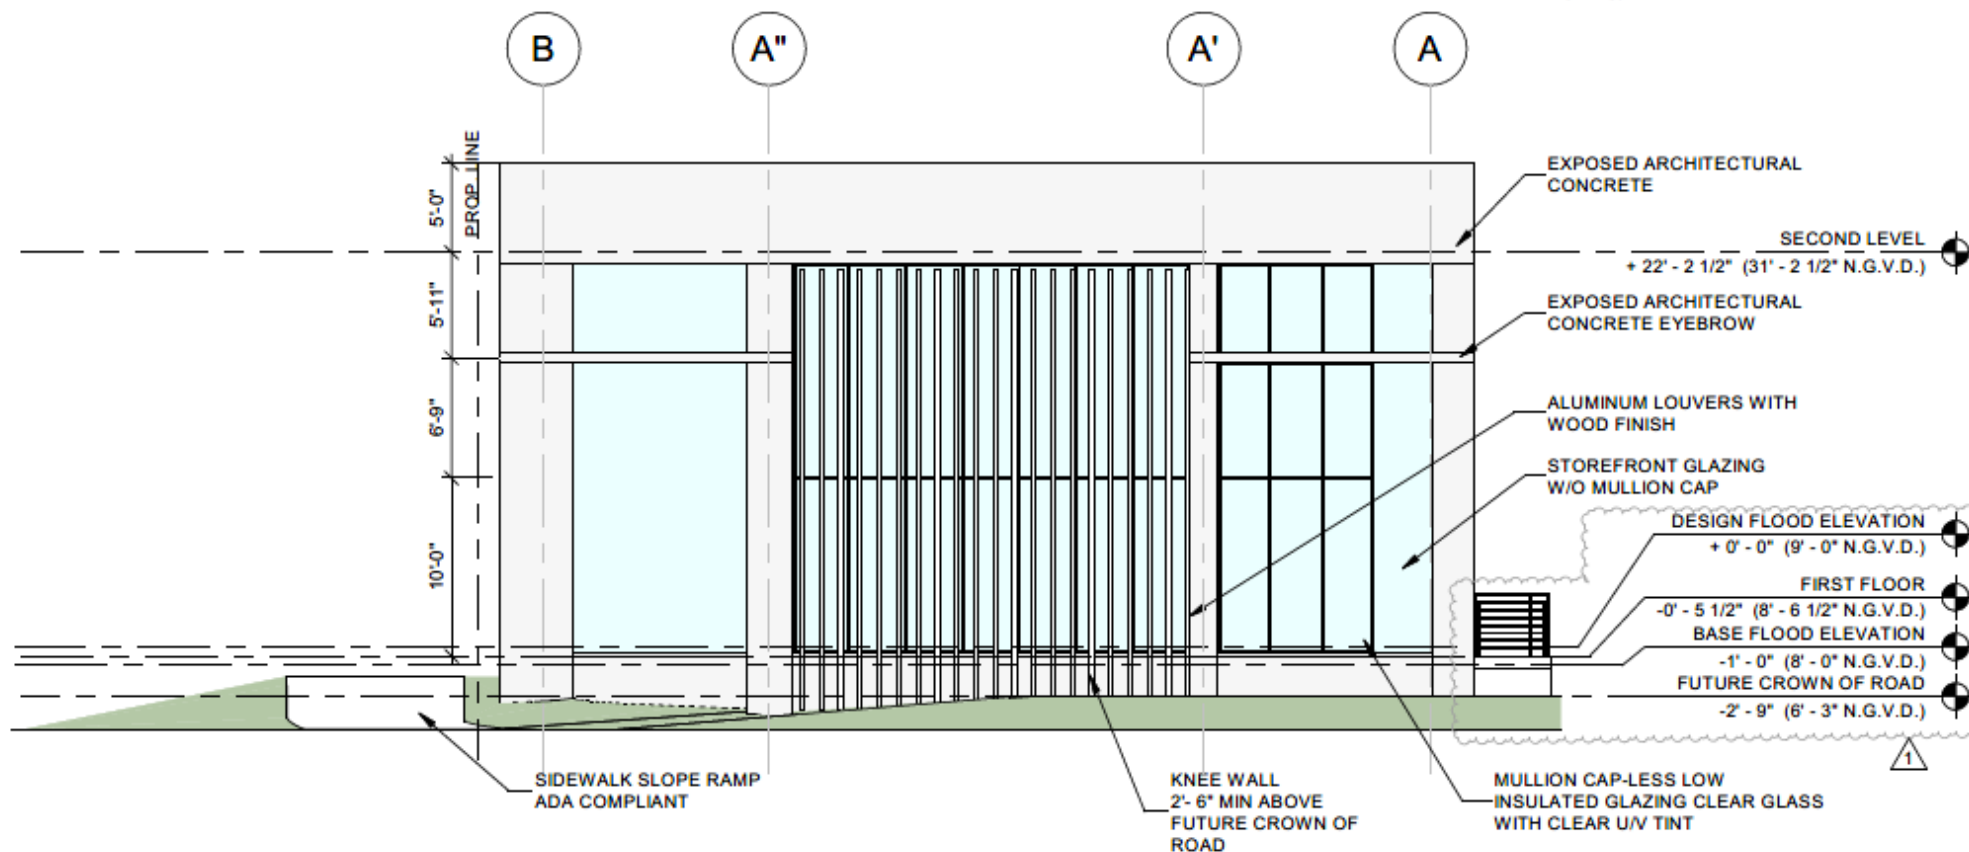 B
A"
A'
A
PROP. LINE
5'-0"
5'-11"
6'-9"
10'-0"
EXPOSED ARCHITECTURAL
CONCRETE
SECOND LEVEL
+ 22' - 2 1/2" (31' - 2 1/2" N.G.V.D.)
EXPOSED ARCHITECTURAL
CONCRETE EYEBROW
ALUMINUM LOUVERS WITH
WOOD FINISH
STOREFRONT GLAZING
W/O MULLION CAP
DESIGN FLOOD ELEVATION
+ 0' - 0" (9' - 0" N.G.V.D.)
FIRST FLOOR
-0' - 5 1/2" (8' - 6 1/2" N.G.V.D.)
BASE FLOOD ELEVATION
-1' - 0" (8' - 0" N.G.V.D.)
FUTURE CROWN OF ROAD
-2' - 9" (6' - 3" N.G.V.D.)
1
SIDEWALK SLOPE RAMP
ADA COMPLIANT
KNEE WALL
2'- 6" MIN ABOVE
FUTURE CROWN OF
ROAD
MULLION CAP-LESS LOW
INSULATED GLAZING CLEAR GLASS
WITH CLEAR U/V TINT